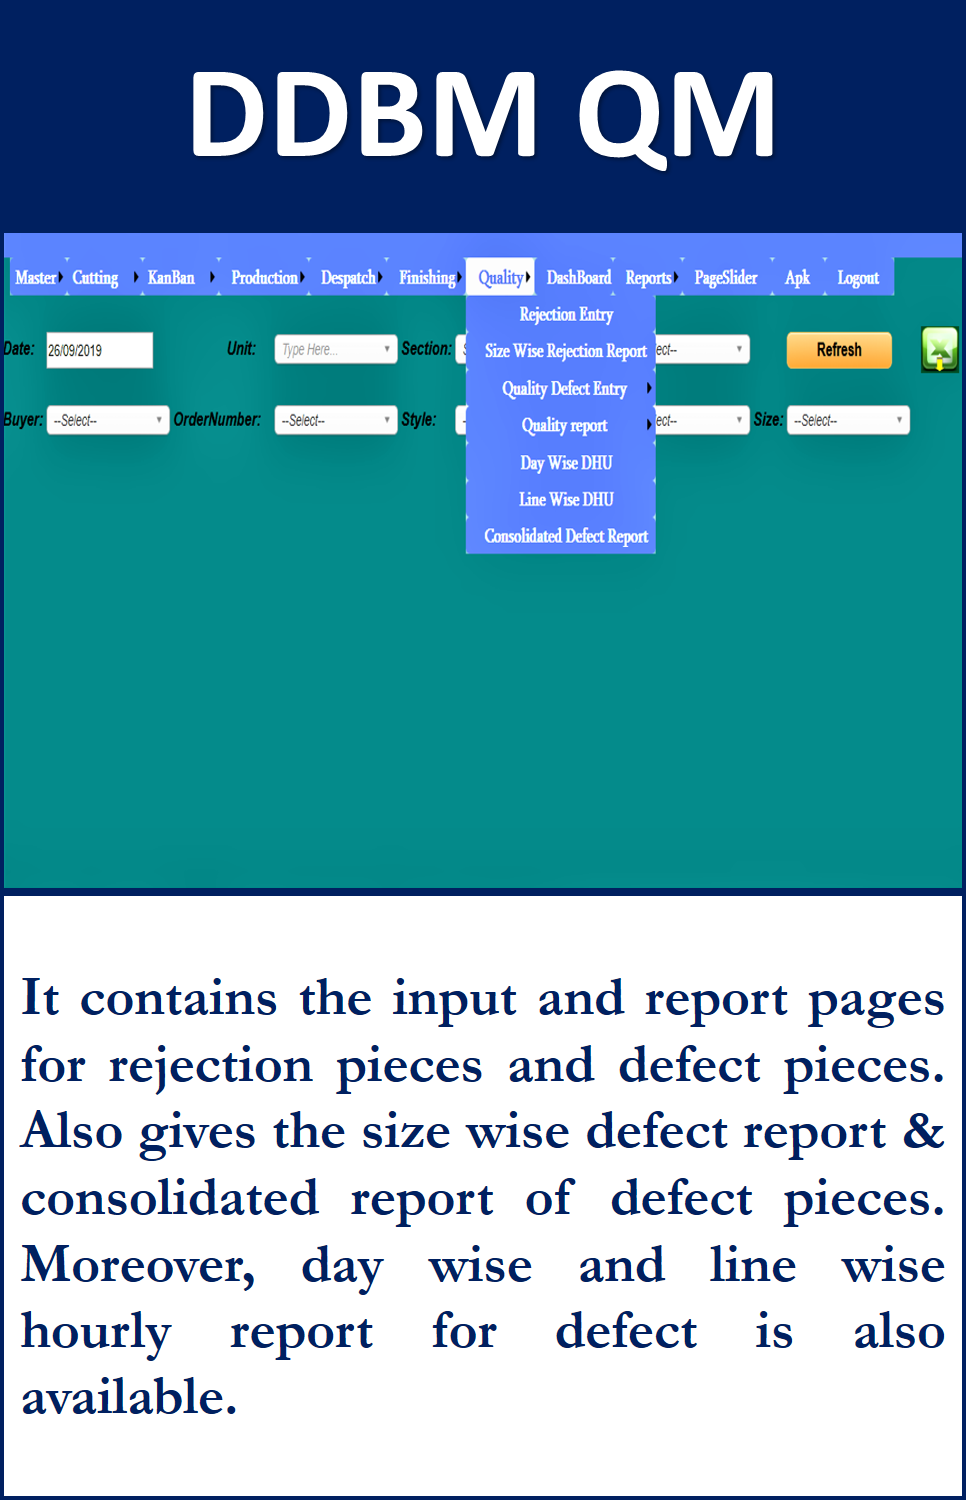 DDBM QM
Master Cutting KanBan Production Despatch Finishing Quality DashBoard Reports PageSlider Apk Logout
Rejection Entry
Date: 26/09/2019 Unit: Type Here... Section: Refresh
Size Wise Rejection Report
Quality Defect Entry
Buyer: --Select-- OrderNumber: --Select-- Style: Size: --Select--
Quality report
Day Wise DHU
Line Wise DHU
Consolidated Defect Report
It contains the input and report pages
for rejection pieces and defect pieces.
Also gives the size wise defect report &
consolidated report of defect pieces.
Moreover, day wise and line wise
hourly report for defect is also
available.